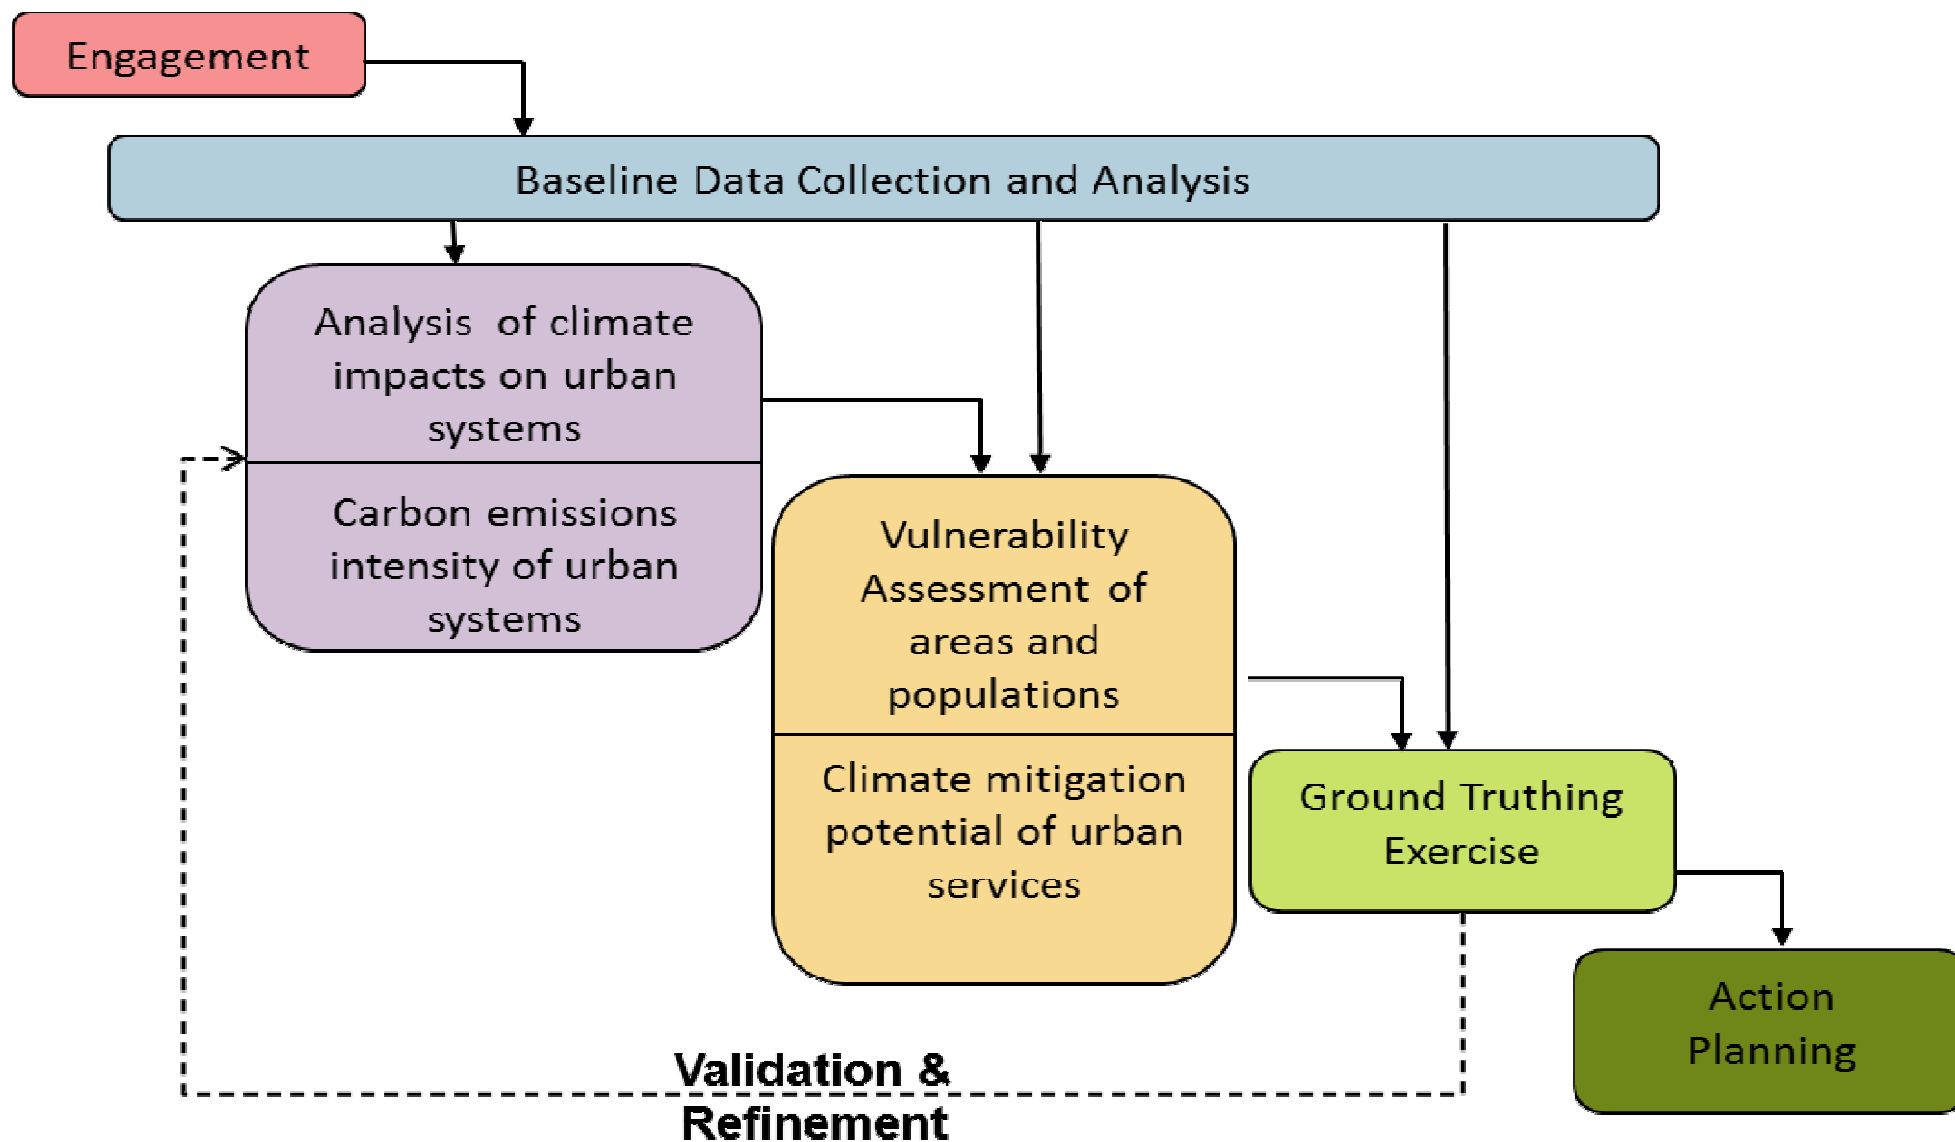 Engagement
Baseline Data Collection and Analysis
Analysis of climate
impacts on urban
systems
Carbon emissions
intensity of urban
systems
Vulnerability
Assessment of
areas and
populations
Climate mitigation
potential of urban
services
Ground Truthing
Exercise
Action
Planning
Validation &
Refinement